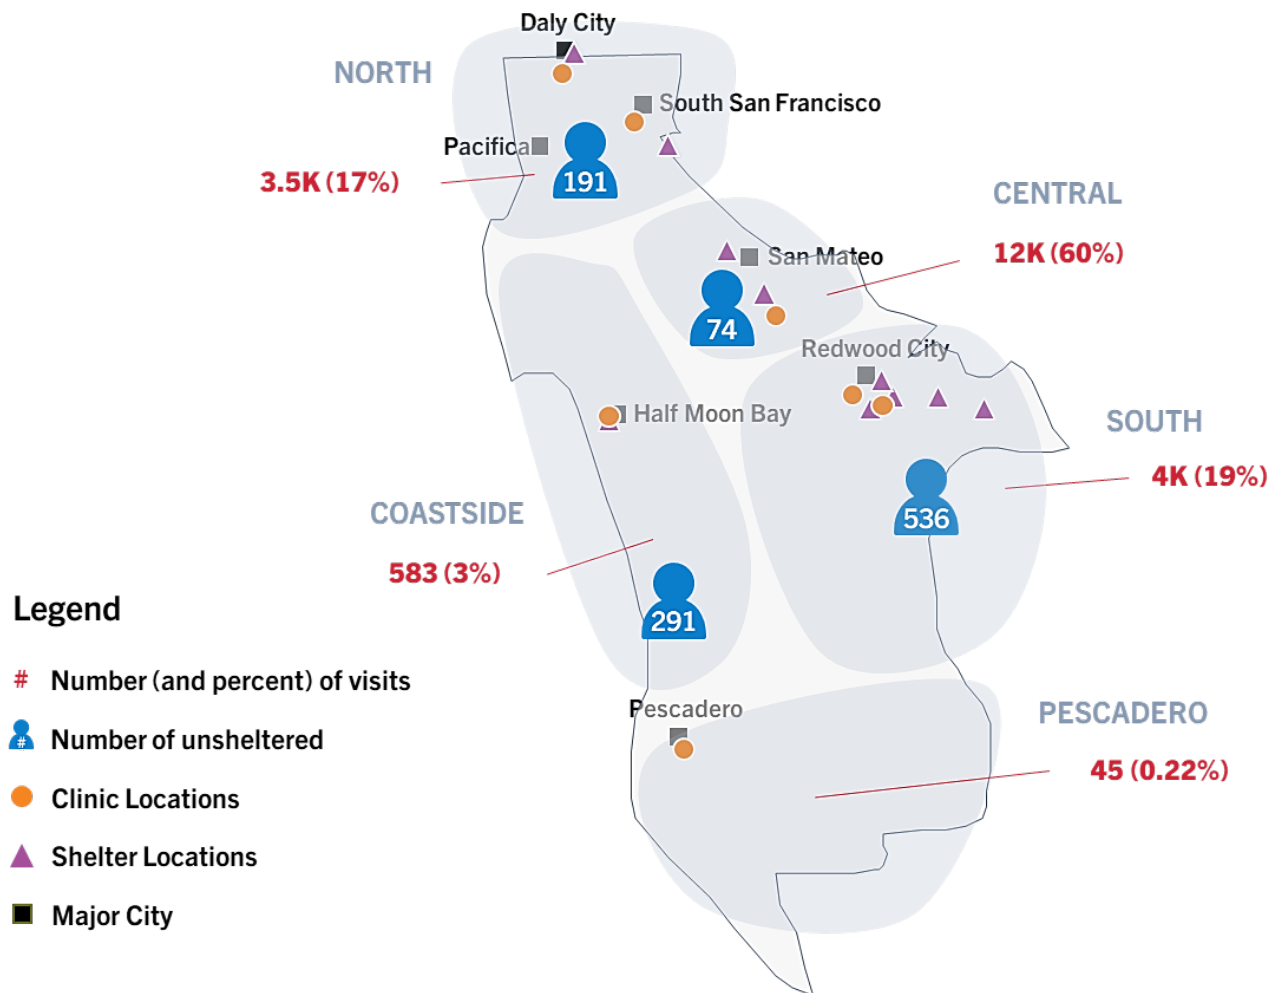 Daly City
NORTH
South San Francisco
Pacifica
3.5K (17%)
191
CENTRAL
12K (60%)
San Mateo
74
Redwood City
Half Moon Bay
SOUTH
4K (19%)
536
COASTSIDE
583 (3%)
291
Legend
# Number (and percent) of visits
# Number of unsheltered
Clinic Locations
Shelter Locations
Major City
Pescadero
PESCADERO
45 (0.22%)